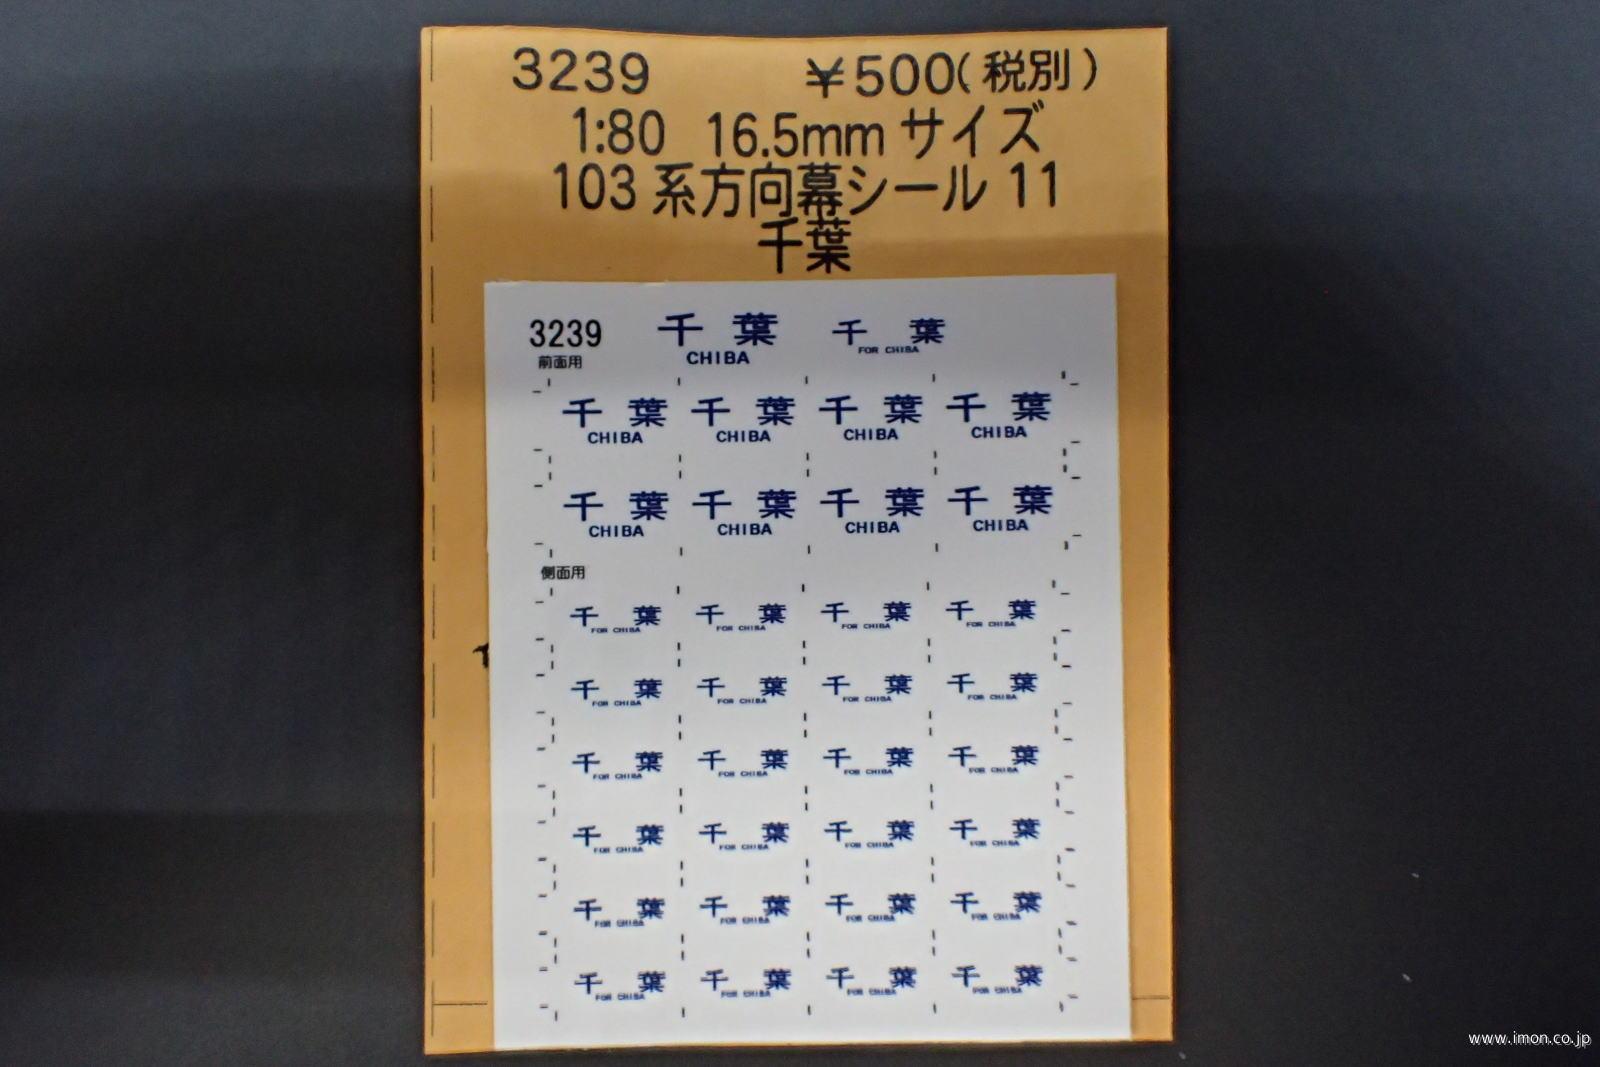 3239 ¥500(税別)
1:80 16.5mm サイズ
103系方向幕シール 11
千葉
3239 千 葉 千 葉
前面用 CHIBA FOR CHIBA
千 葉 千 葉 千 葉 千 葉
CHIBA CHIBA CHIBA CHIBA
千 葉 千 葉 千 葉 千 葉
CHIBA CHIBA CHIBA CHIBA
側面用
千 葉 千 葉 千 葉 千 葉
FOR CHIBA FOR CHIBA FOR CHIBA FOR CHIBA
千 葉 千 葉 千 葉 千 葉
FOR CHIBA FOR CHIBA FOR CHIBA FOR CHIBA
千 葉 千 葉 千 葉 千 葉
FOR CHIBA FOR CHIBA FOR CHIBA FOR CHIBA
千 葉 千 葉 千 葉 千 葉
FOR CHIBA FOR CHIBA FOR CHIBA FOR CHIBA
千 葉 千 葉 千 葉 千 葉
FOR CHIBA FOR CHIBA FOR CHIBA FOR CHIBA
千 葉 千 葉 千 葉 千 葉
FOR CHIBA FOR CHIBA FOR CHIBA FOR CHIBA
www.imon.co.jp